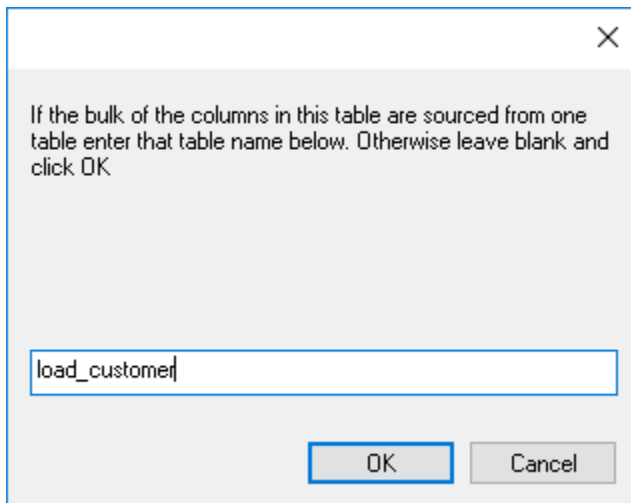 If the bulk of the columns in this table are sourced from one
table enter that table name below. Otherwise leave blank and
click OK
load_customer
OK Cancel